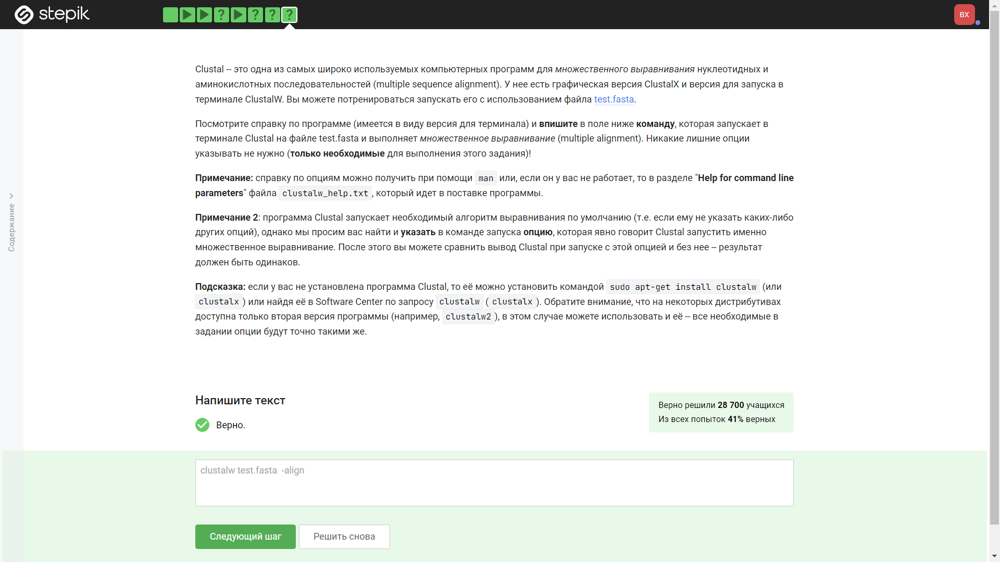 stepik
? ? ? ?
BX
Clustal -- это одна из самых широко используемых компьютерных программ для множественного выравнивания нуклеотидных и
аминокислотных последовательностей (multiple sequence alignment). У нее есть графическая версия ClustalX и версия для запуска в
терминале ClustalW. Вы можете потренироваться запускать его с использованием файла test.fasta.
Посмотрите справку по программе (имеется в виду версия для терминала) и впишите в поле ниже команду, которая запускает в
терминале Clustal на файле test.fasta и выполняет множественное выравнивание (multiple alignment). Никакие лишние опции
указывать не нужно (только необходимые для выполнения этого задания)!
Примечание: справку по опциям можно получить при помощи man или, если он у вас не работает, то в разделе "Help for command line
parameters" файла clustalw_help.txt, который идет в поставке программы.
Содержание
Примечание 2: программа Clustal запускает необходимый алгоритм выравнивания по умолчанию (т.е. если ему не указать каких-либо
других опций), однако мы просим вас найти и указать в команде запуска опцию, которая явно говорит Clustal запустить именно
множественное выравнивание. После этого вы можете сравнить вывод Clustal при запуске с этой опцией и без нее -- результат
должен быть одинаков.
Подсказка: если у вас не установлена программа Clustal, то её можно установить командой sudo apt-get install clustalw (или
clustalx) или найдя её в Software Center по запросу clustalw (clustalx). Обратите внимание, что на некоторых дистрибутивах
доступна только вторая версия программы (например, clustalw2), в этом случае можете использовать и её -- все необходимые в
задании опции будут точно такими же.
Напишите текст
Верно решили 28 700 учащихся
Из всех попыток 41% верных
Верно.
clustalw test.fasta  -align
Следующий шаг
Решить снова